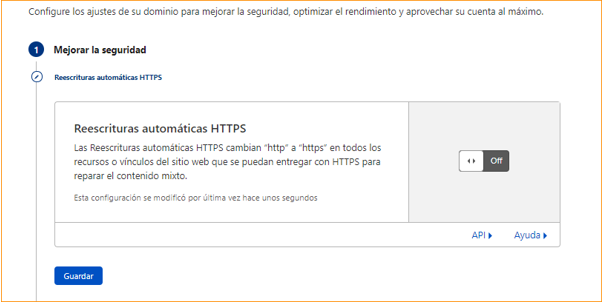 Configure los ajustes de su dominio para mejorar la seguridad, optimizar el rendimiento y aprovechar su cuenta al máximo.
1 Mejorar la seguridad
Reescrituras automáticas HTTPS
Reescrituras automáticas HTTPS
Las Reescrituras automáticas HTTPS cambian "http" a "https" en todos los
recursos o vínculos del sitio web que se puedan entregar con HTTPS para
reparar el contenido mixto.
Esta configuración se modificó por última vez hace unos segundos
Off
API
Ayuda
Guardar